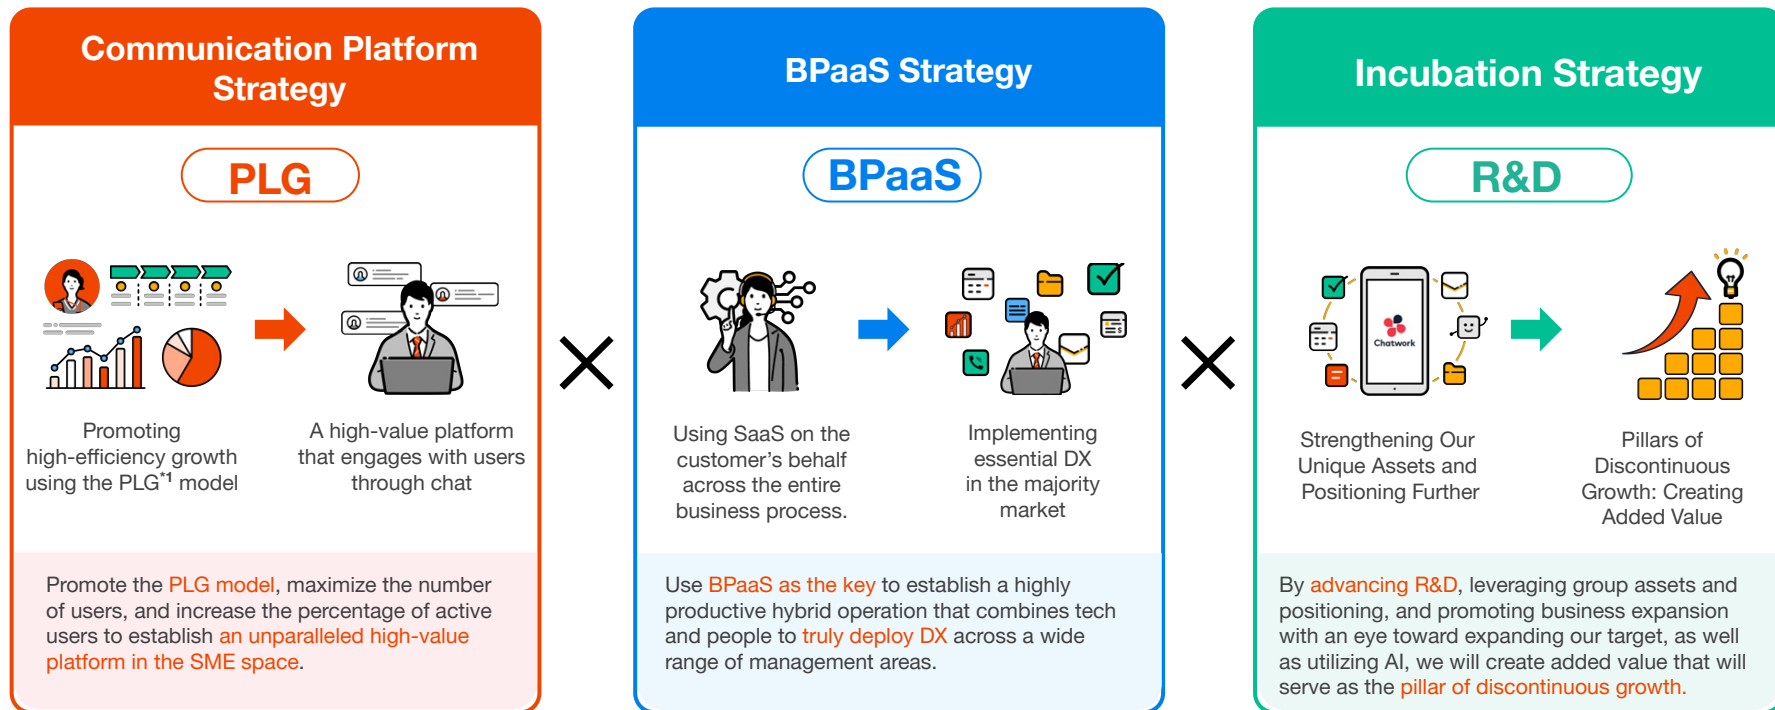 Communication Platform
Strategy
PLG
Promoting
high-efficiency growth
using the PLG*1 model
A high-value platform
that engages with users
through chat
Promote the PLG model, maximize the number
of users, and increase the percentage of active
users to establish an unparalleled high-value
platform in the SME space.
BPaaS Strategy
BPaaS
Using SaaS on the
customer’s behalf
across the entire
business process.
Implementing
essential DX
in the majority
market
Use BPaaS as the key to establish a highly
productive hybrid operation that combines tech
and people to truly deploy DX across a wide
range of management areas.
Incubation Strategy
R&D
Chatwork
Strengthening Our
Unique Assets and
Positioning Further
Pillars of
Discontinuous
Growth: Creating
Added Value
By advancing R&D, leveraging group assets and
positioning, and promoting business expansion
with an eye toward expanding our target, as well
as utilizing AI, we will create added value that will
serve as the pillar of discontinuous growth.